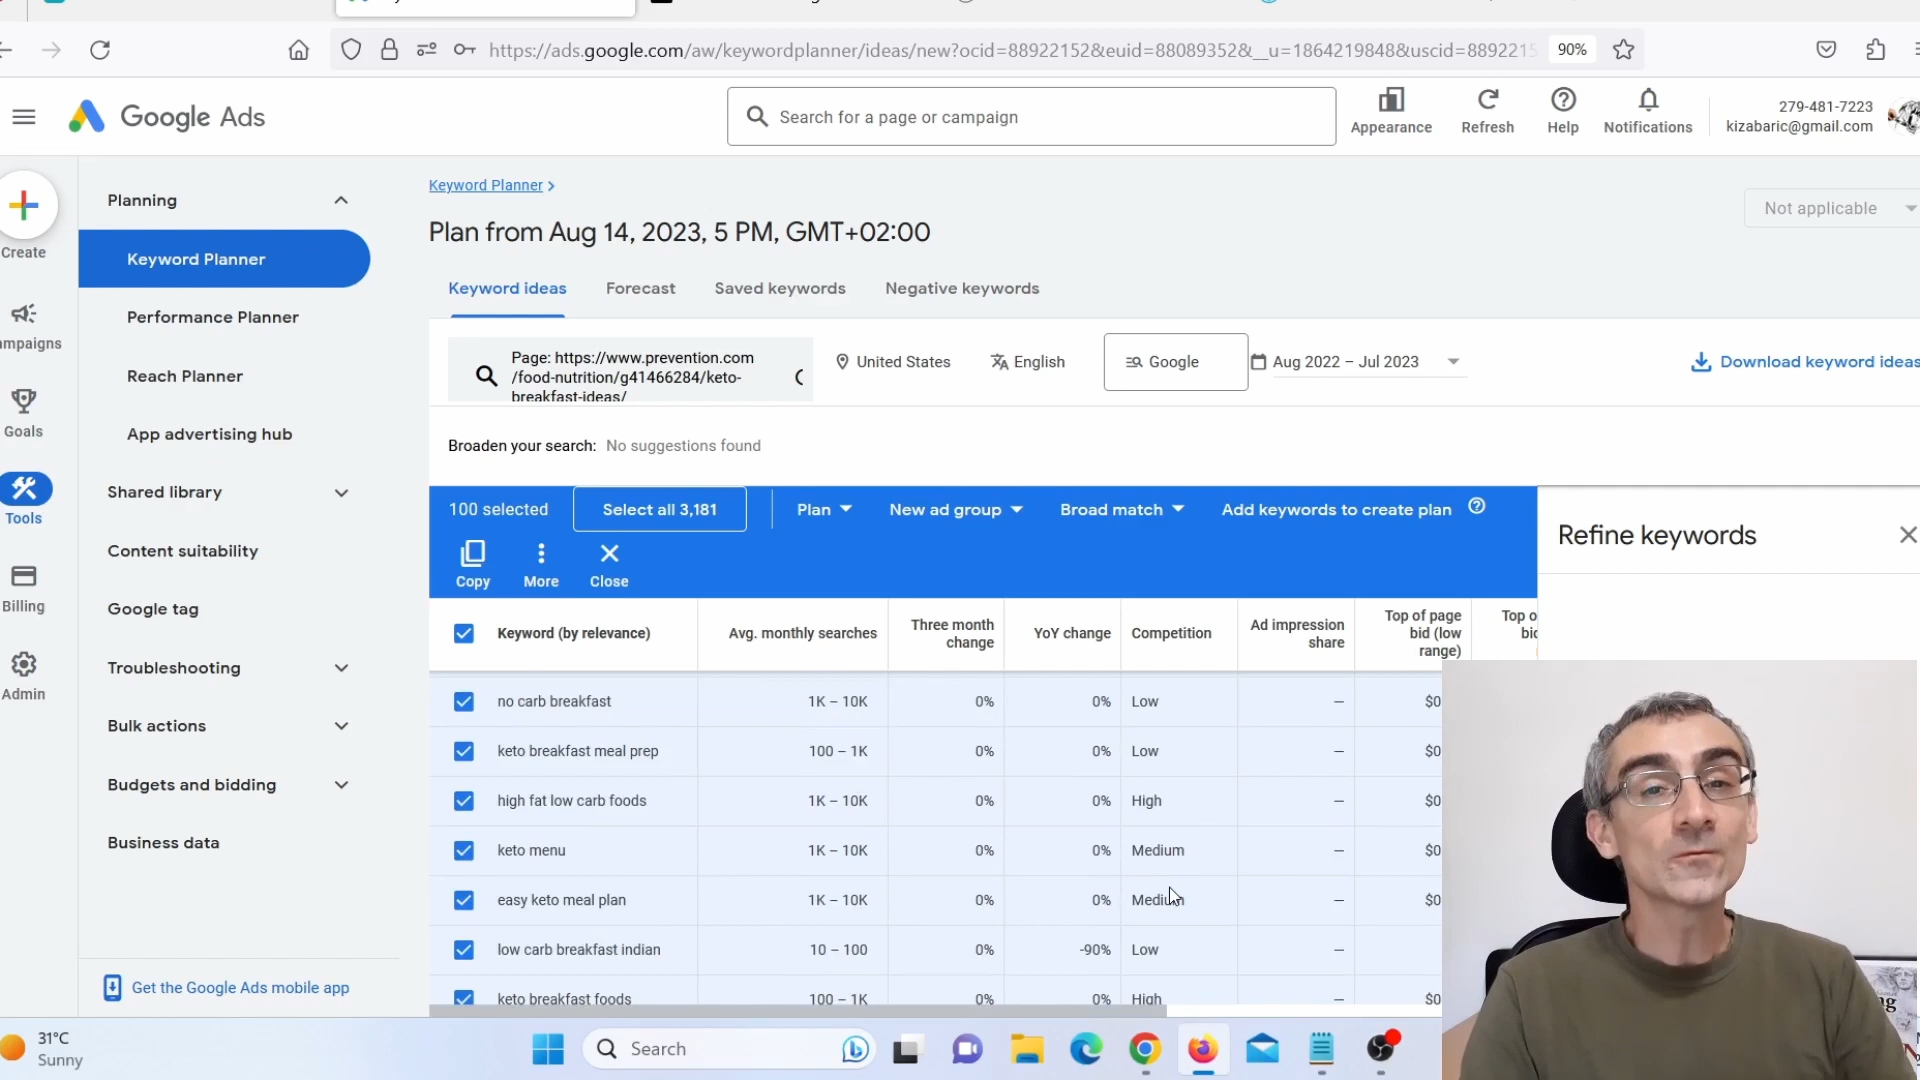 https://ads.google.com/aw/keywordplanner/ideas/new?ocid=88922152&euid=88089352&__u=1864219848&uscid=8892215
90%
Google Ads
Search for a page or campaign
Appearance
Refresh
Help
Notifications
279-481-7223
kizabaric@gmail.com
Create
mpaigns
Goals
Tools
Billing
Admin
Planning
Keyword Planner
Performance Planner
Reach Planner
App advertising hub
Shared library
Content suitability
Google tag
Troubleshooting
Bulk actions
Budgets and bidding
Business data
Get the Google Ads mobile app
Keyword Planner
Plan from Aug 14, 2023, 5 PM, GMT+02:00
Not applicable
Keyword ideas Forecast Saved keywords Negative keywords
Page: https://www.prevention.com
/food-nutrition/g41466284/keto-
breakfast-ideas/
United States
English
Google
Aug 2022 – Jul 2023
Download keyword ideas
Broaden your search: No suggestions found
100 selected Select all 3,181 Plan New ad group Broad match Add keywords to create plan
Copy More Close
Refine keywords
Keyword (by relevance) Avg. monthly searches Three month change YoY change Competition Ad impression share Top of page bid (low range) Top o
no carb breakfast 1K – 10K 0% 0% Low – $0
keto breakfast meal prep 100 – 1K 0% 0% Low – $0
high fat low carb foods 1K – 10K 0% 0% High – $0
keto menu 1K – 10K 0% 0% Medium – $0
easy keto meal plan 1K – 10K 0% 0% Medium – $0
low carb breakfast indian 10 – 100 0% -90% Low –
keto breakfast foods 100 – 1K 0% 0% High – $0
31°C
Sunny
Search